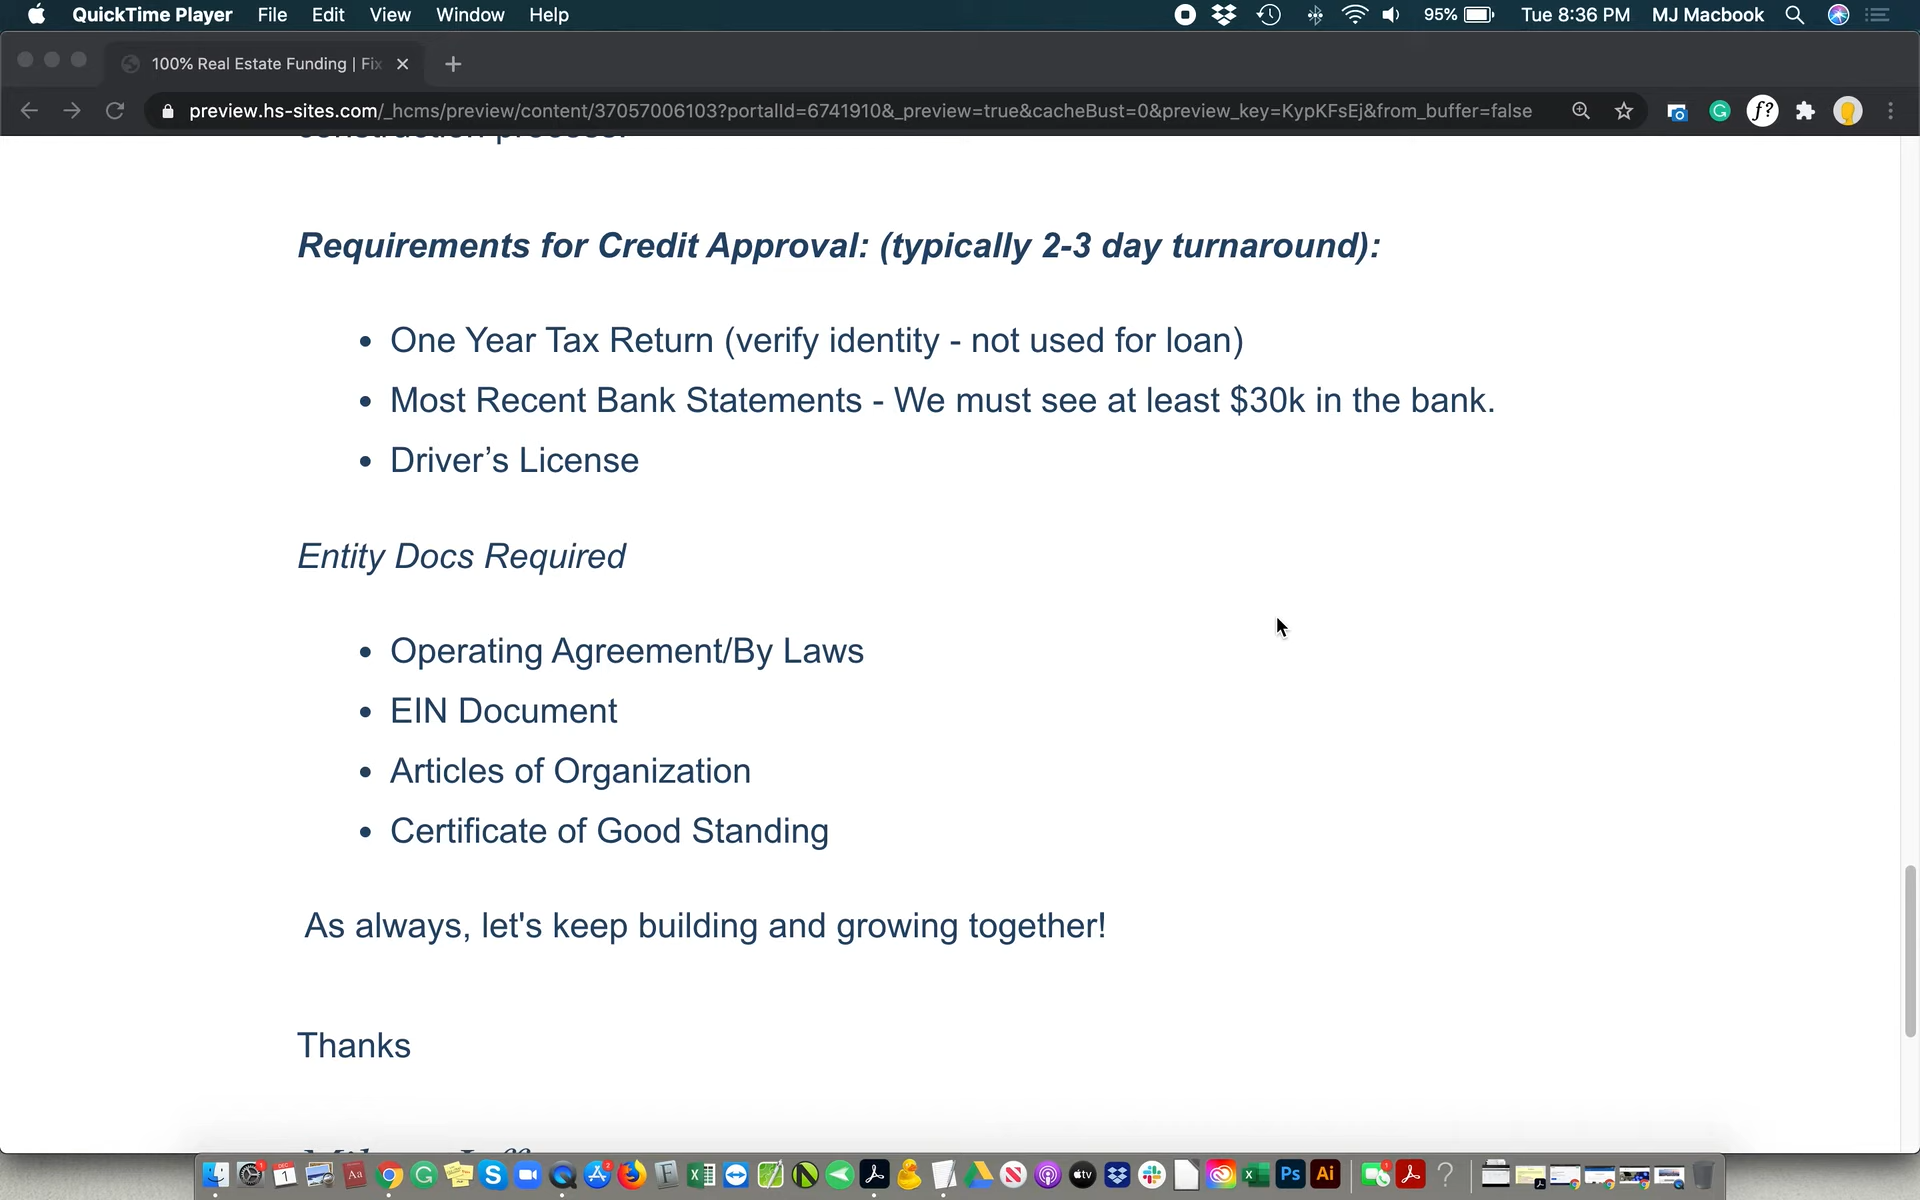 QuickTime Player File Edit View Window Help 95% Tue 8:36 PM MJ Macbook
100% Real Estate Funding | Fix
preview.hs-sites.com/_hcms/preview/content/37057006103?portalId=6741910&_preview=true&cacheBust=0&preview_key=KypKFsEj&from_buffer=false
construction process.
Requirements for Credit Approval: (typically 2-3 day turnaround):
• One Year Tax Return (verify identity - not used for loan)
• Most Recent Bank Statements - We must see at least $30k in the bank.
• Driver’s License
Entity Docs Required
• Operating Agreement/By Laws
• EIN Document
• Articles of Organization
• Certificate of Good Standing
As always, let's keep building and growing together!
Thanks